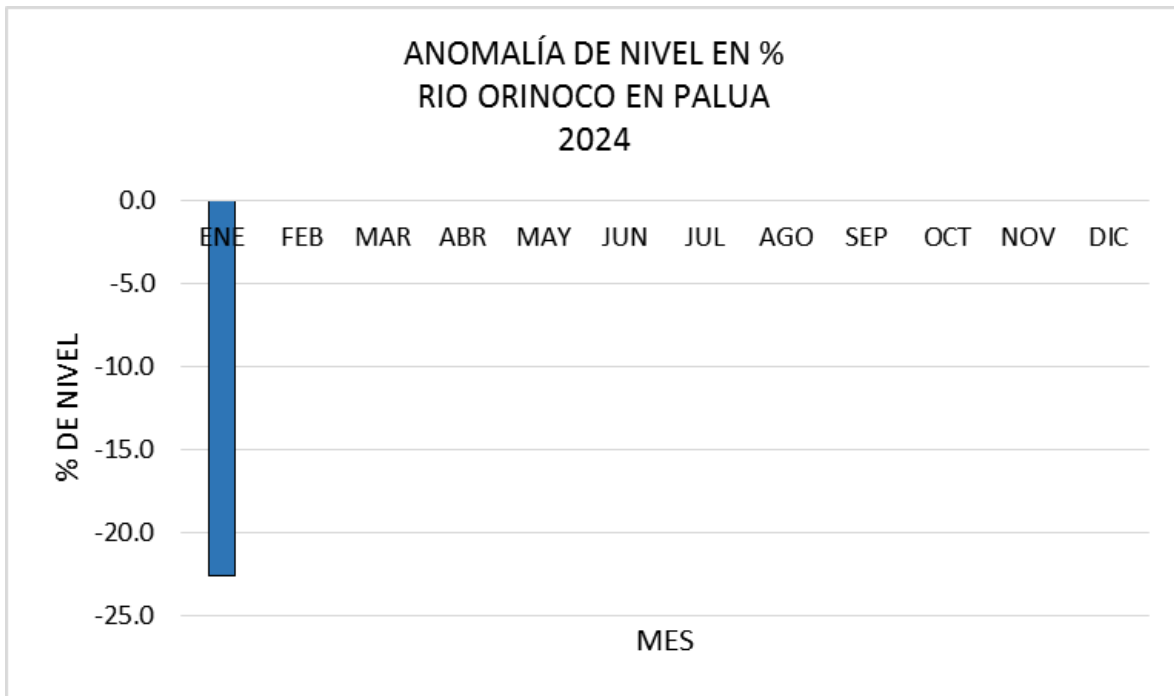 ANOMALÍA DE NIVEL EN %
RIO ORINOCO EN PALUA
2024
0.0
ENE FEB MAR ABR MAY JUN JUL AGO SEP OCT NOV DIC
-5.0
-10.0
-15.0
-20.0
-25.0
% DE NIVEL
MES